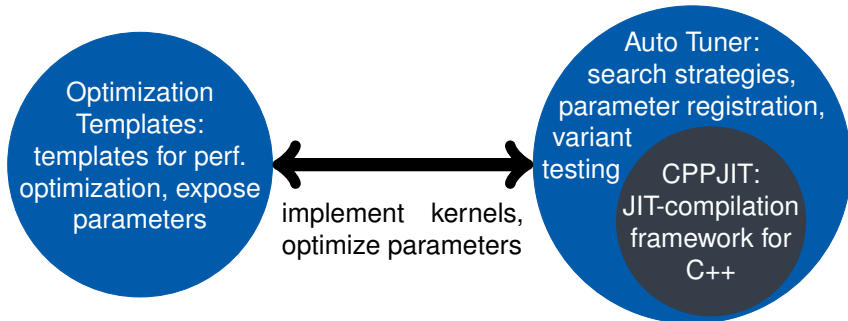 Optimization
Templates:
templates for perf.
optimization, expose
parameters
implement kernels,
optimize parameters
Auto Tuner:
search strategies,
parameter registration,
variant
testing
CPPJIT:
JIT-compilation
framework for
C++